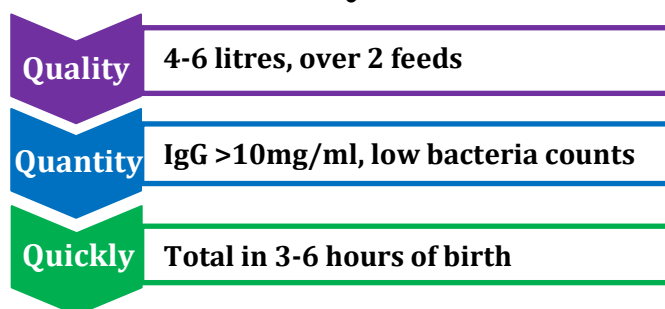 Quality 4-6 litres, over 2 feeds
Quantity IgG >10mg/ml, low bacteria counts
Quickly Total in 3-6 hours of birth